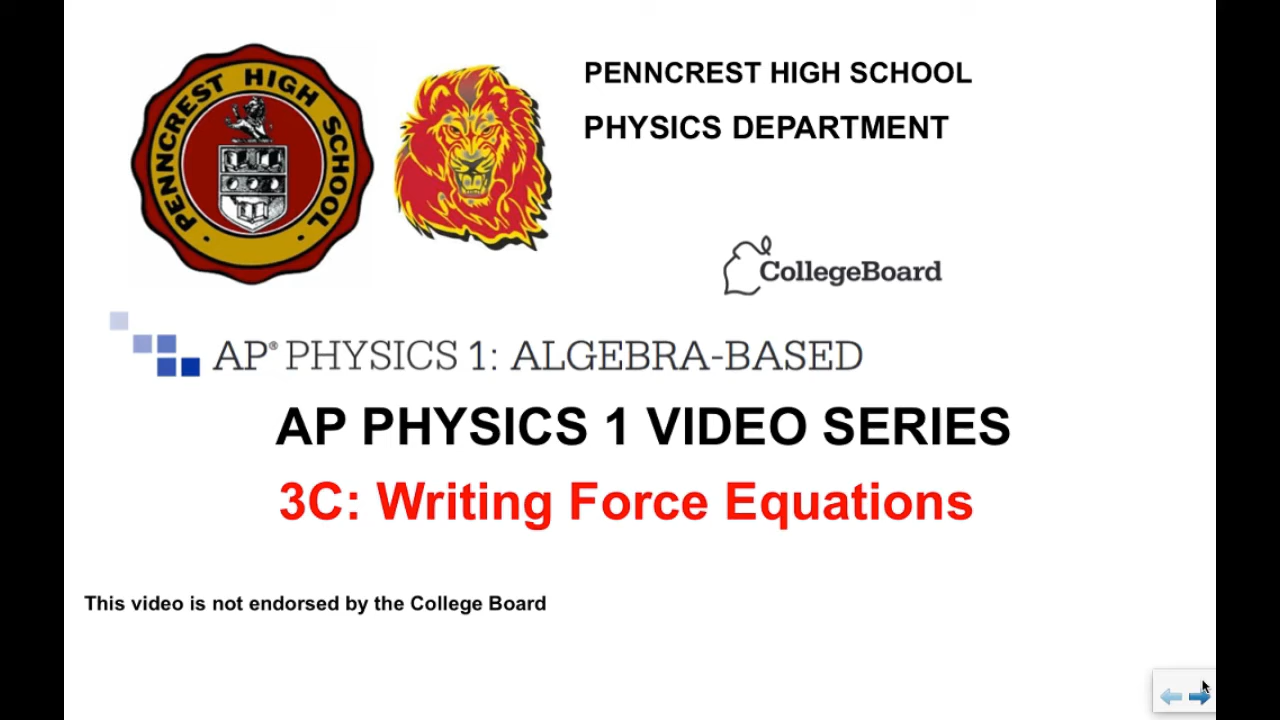 PENNCREST HIGH SCHOOL
PENNCREST HIGH SCHOOL
PHYSICS DEPARTMENT
CollegeBoard
AP® PHYSICS 1: ALGEBRA-BASED
AP PHYSICS 1 VIDEO SERIES
3C: Writing Force Equations
This video is not endorsed by the College Board